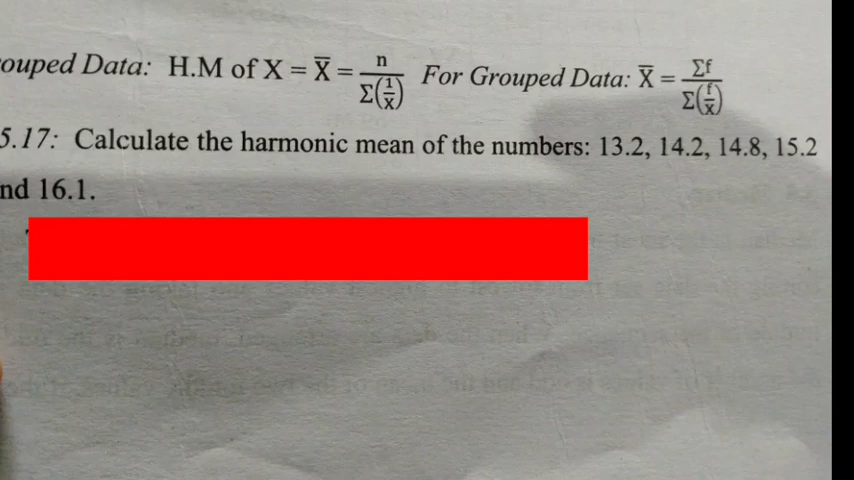 ouped Data: H.M of X = X̄ = n / Σ(1/X) For Grouped Data: X̄ = Σf / Σ(f/X)
5.17: Calculate the harmonic mean of the numbers: 13.2, 14.2, 14.8, 15.2
nd 16.1.